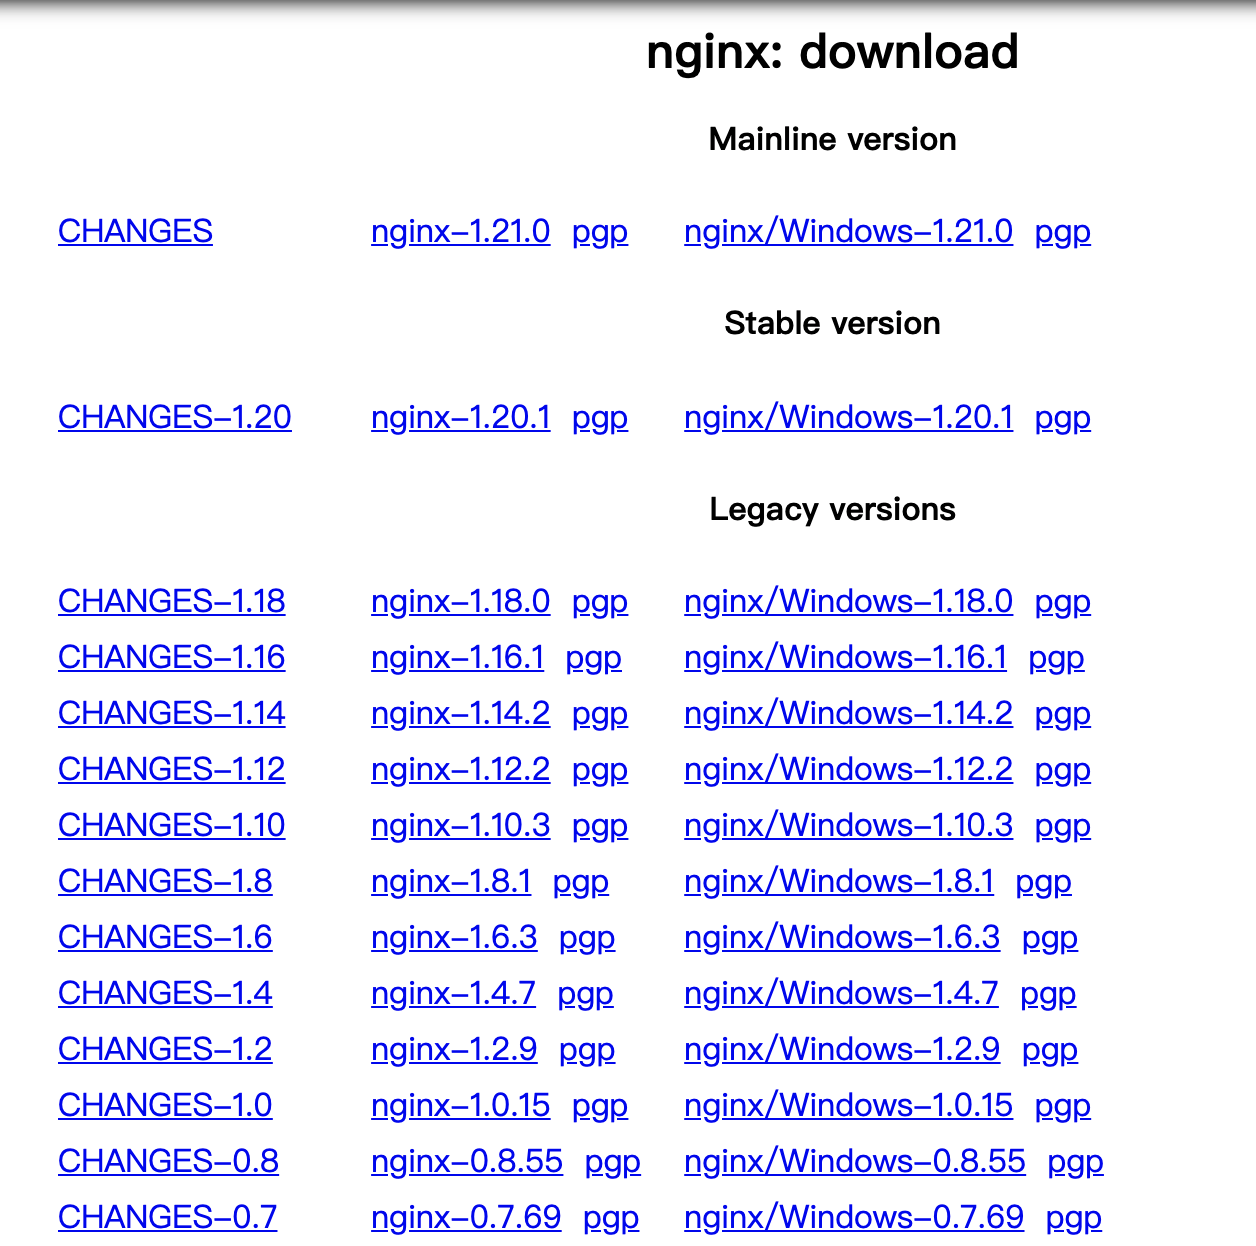 nginx: download
Mainline version
CHANGES nginx-1.21.0 pgp nginx/Windows-1.21.0 pgp
Stable version
CHANGES-1.20 nginx-1.20.1 pgp nginx/Windows-1.20.1 pgp
Legacy versions
CHANGES-1.18 nginx-1.18.0 pgp nginx/Windows-1.18.0 pgp
CHANGES-1.16 nginx-1.16.1 pgp nginx/Windows-1.16.1 pgp
CHANGES-1.14 nginx-1.14.2 pgp nginx/Windows-1.14.2 pgp
CHANGES-1.12 nginx-1.12.2 pgp nginx/Windows-1.12.2 pgp
CHANGES-1.10 nginx-1.10.3 pgp nginx/Windows-1.10.3 pgp
CHANGES-1.8 nginx-1.8.1 pgp nginx/Windows-1.8.1 pgp
CHANGES-1.6 nginx-1.6.3 pgp nginx/Windows-1.6.3 pgp
CHANGES-1.4 nginx-1.4.7 pgp nginx/Windows-1.4.7 pgp
CHANGES-1.2 nginx-1.2.9 pgp nginx/Windows-1.2.9 pgp
CHANGES-1.0 nginx-1.0.15 pgp nginx/Windows-1.0.15 pgp
CHANGES-0.8 nginx-0.8.55 pgp nginx/Windows-0.8.55 pgp
CHANGES-0.7 nginx-0.7.69 pgp nginx/Windows-0.7.69 pgp